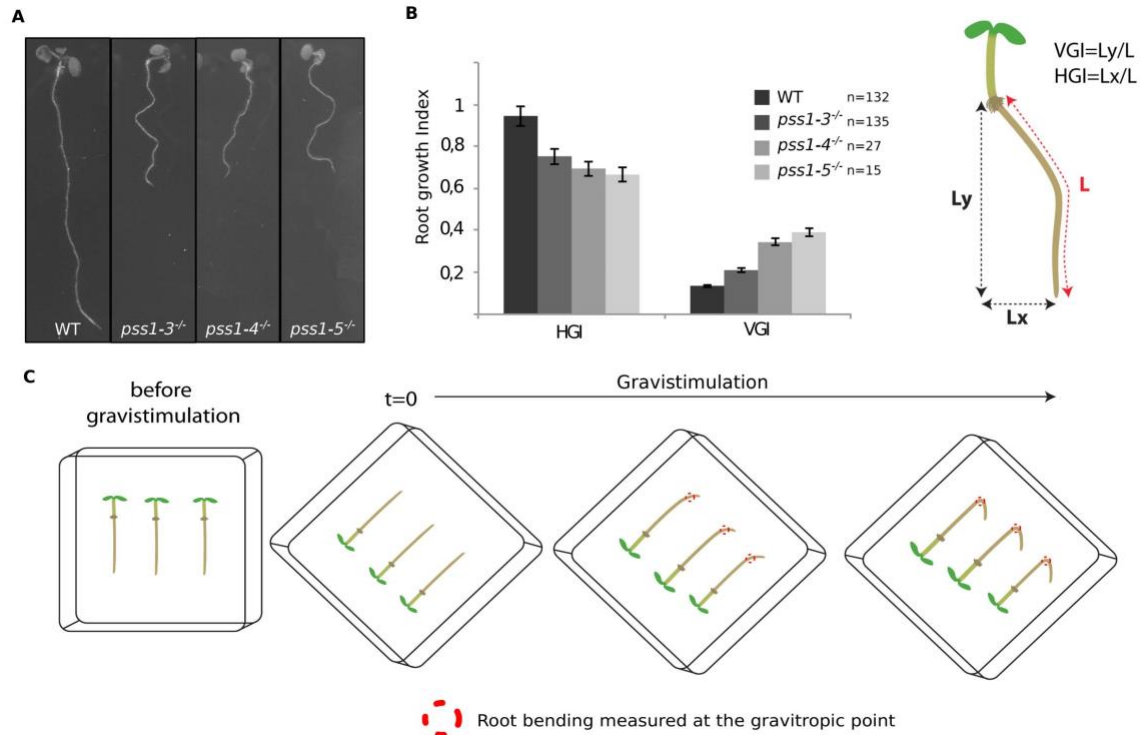 A
WT
pss1-3-/-
pss1-4-/-
pss1-5-/-
B
Root growth Index
1
0,8
0,6
0,4
0,2
HGI
VGI
WT n=132
pss1-3-/- n=135
pss1-4-/- n=27
pss1-5-/- n=15
VGI=Ly/L
HGI=Lx/L
Ly
L
Lx
C
before
gravistimulation
t=0
Gravistimulation
Root bending measured at the gravitropic point